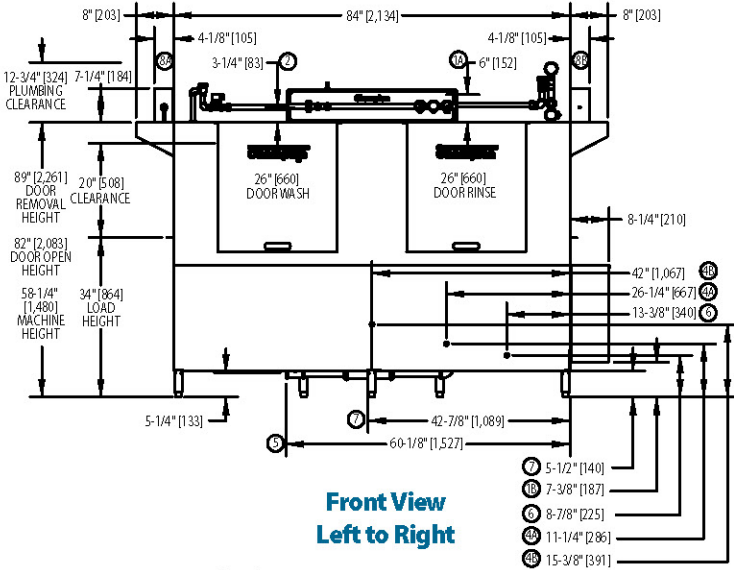 8" [203]
84" [2,134]
8" [203]
4-1/8" [105]
4-1/8" [105]
8A
3-1/4" [83]
2
1A
6" [152]
8B
12-3/4" [324]
PLUMBING
CLEARANCE
7-1/4" [184]
Champion
Champion
Champion
89" [2,261]
DOOR
REMOVAL
HEIGHT
20" [508]
CLEARANCE
26" [660]
DOOR WASH
26" [660]
DOOR RINSE
8-1/4" [210]
82" [2,083]
DOOR OPEN
HEIGHT
58-1/4"
[1,480]
MACHINE
HEIGHT
34" [864]
LOAD
HEIGHT
42" [1,067]
4B
26-1/4" [667]
4A
13-3/8" [340]
6
5-1/4" [133]
7
42-7/8" [1,089]
5
60-1/8" [1,527]
7
5-1/2" [140]
1B
7-3/8" [187]
6
8-7/8" [225]
4A
11-1/4" [286]
4B
15-3/8" [391]
Front View
Left to Right